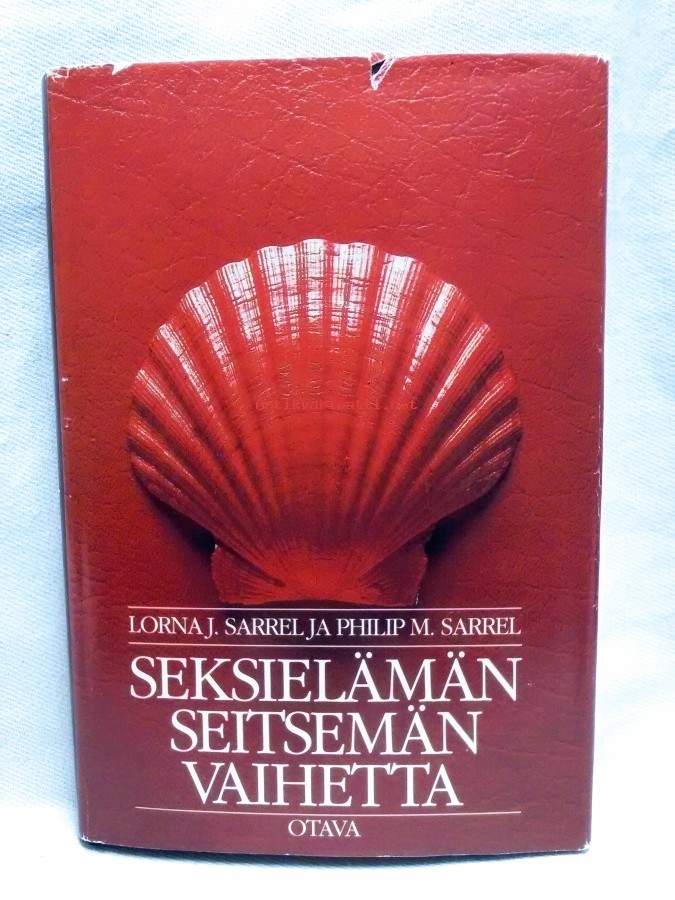 LORNA J. SARREL JA PHILIP M. SARREL
SEKSIELÄMÄN
SEITSEMÄN
VAIHETTA
OTAVA